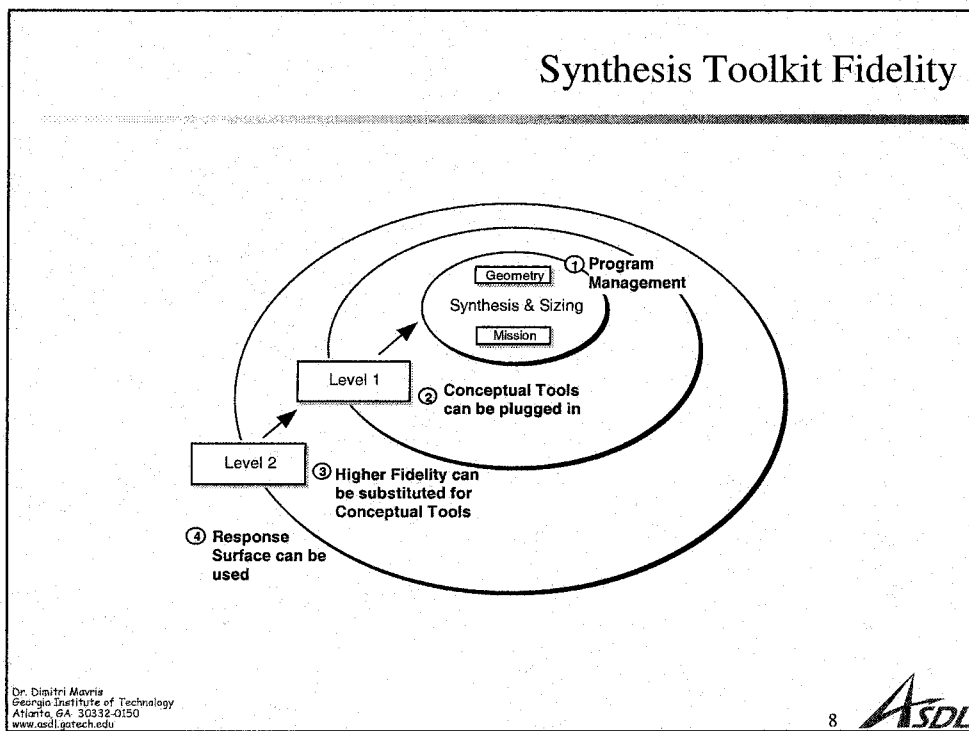 Synthesis Toolkit Fidelity
Geometry
① Program
Management
Synthesis & Sizing
Mission
Level 1
② Conceptual Tools
can be plugged in
Level 2
③ Higher Fidelity can
be substituted for
Conceptual Tools
④ Response
Surface can be
used
Dr. Dimitri Mavris
Georgia Institute of Technology
Atlanta, GA 30332-0150
www.asdl.gatech.edu
8
ASDL